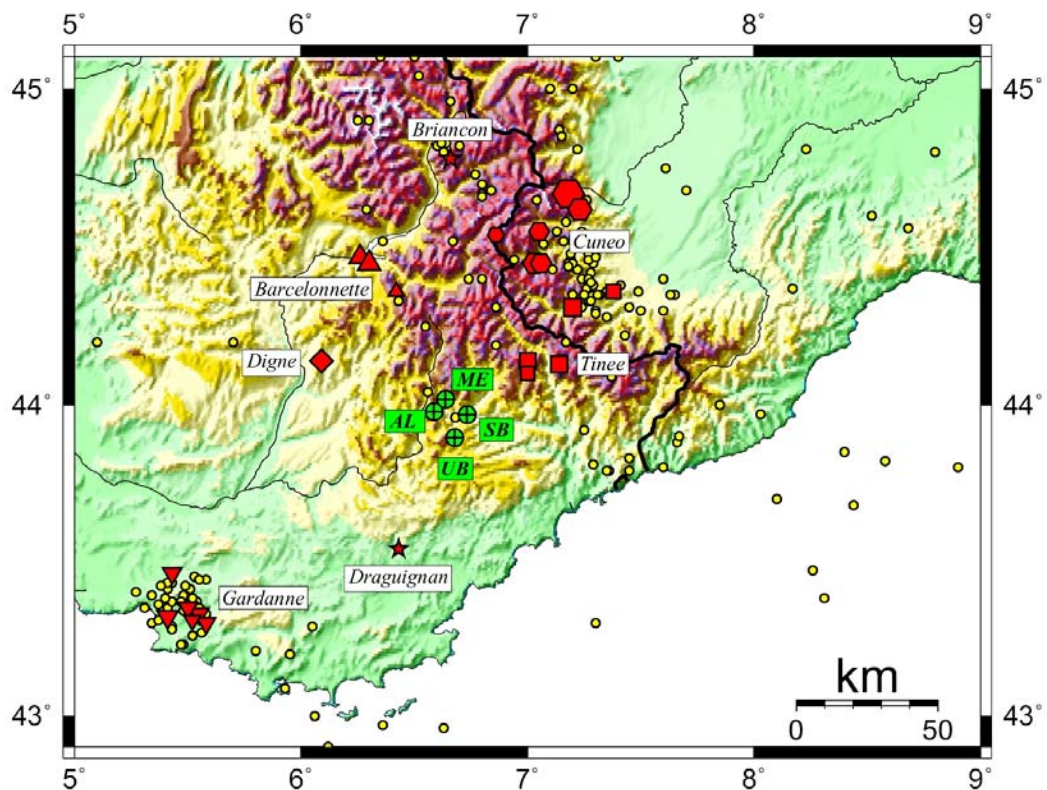 5° 6° 7° 8° 9°
45° 45°
Briancon
Cuneo
Barcelonnette
Digne
Tinee
ME
44° 44°
AL
SB
UB
Draguignan
Gardanne
km
43° 43°
0 50
5° 6° 7° 8° 9°